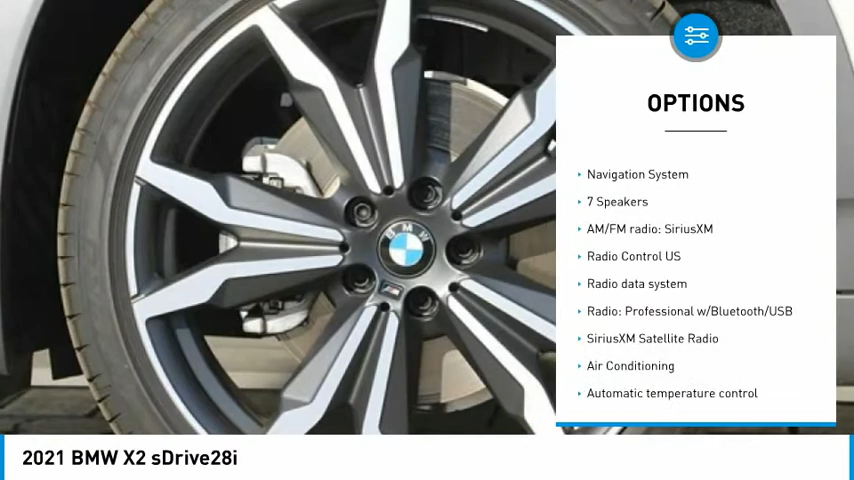 OPTIONS
Navigation System
7 Speakers
AM/FM radio: SiriusXM
Radio Control US
Radio data system
Radio: Professional w/Bluetooth/USB
SiriusXM Satellite Radio
Air Conditioning
Automatic temperature control
BMW
2021 BMW X2 sDrive28i